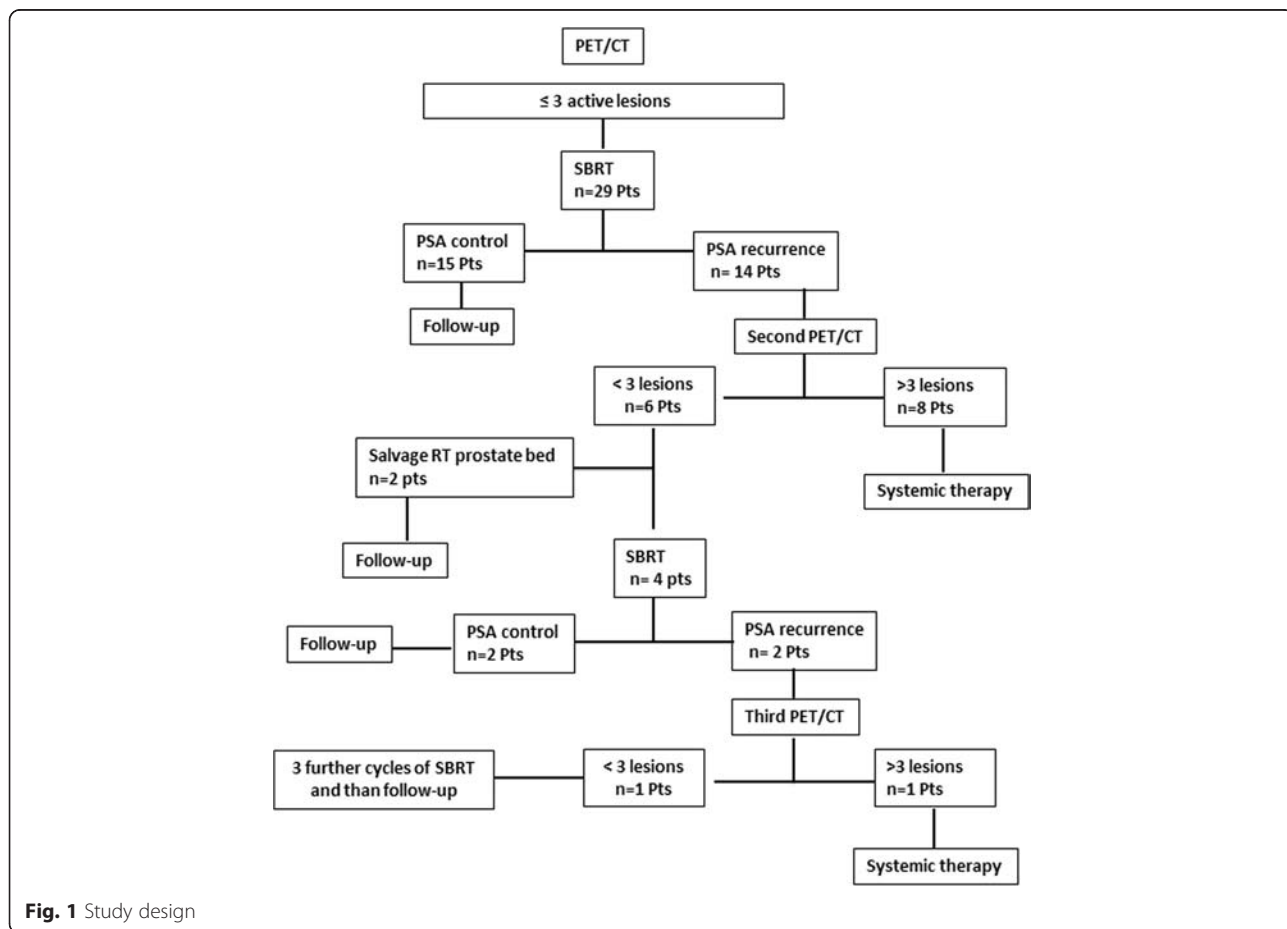 PET/CT
≤ 3 active lesions
SBRT
n=29 Pts
PSA control
n=15 Pts
PSA recurrence
n= 14 Pts
Follow-up
Second PET/CT
< 3 lesions
n=6 Pts
>3 lesions
n=8 Pts
Salvage RT prostate bed
n=2 pts
Systemic therapy
Follow-up
SBRT
n= 4 pts
Follow-up
PSA control
n=2 Pts
PSA recurrence
n= 2 Pts
Third PET/CT
3 further cycles of SBRT
and than follow-up
< 3 lesions
n=1 Pts
>3 lesions
n=1 Pts
Systemic therapy
Fig. 1 Study design